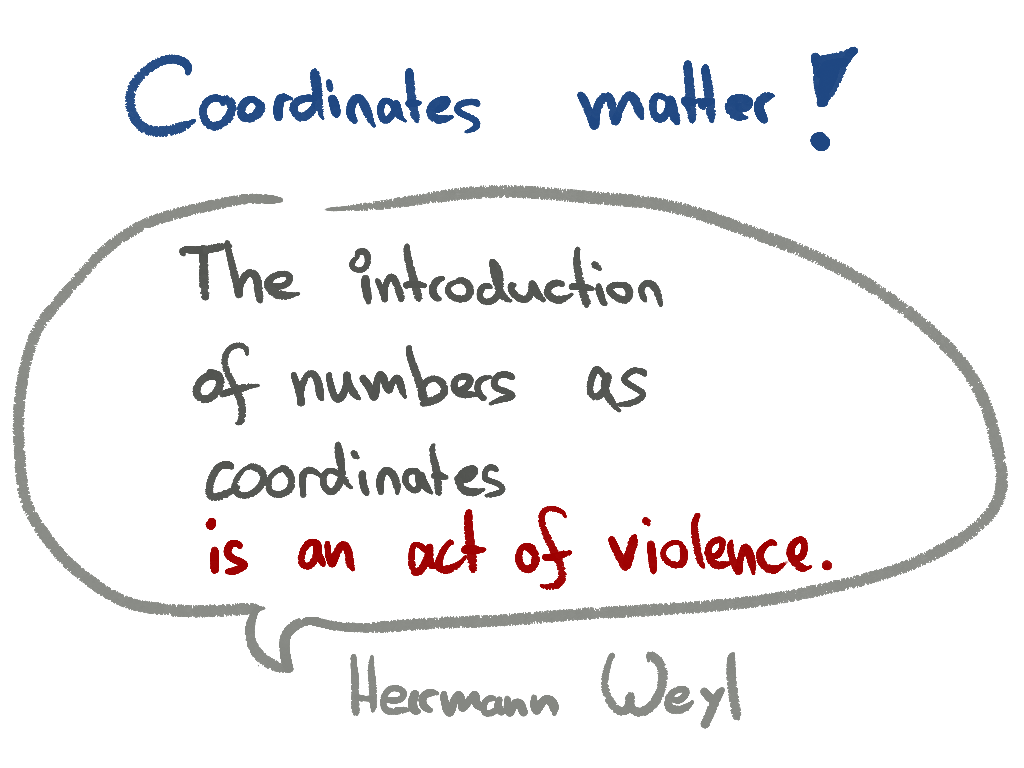 Coordinates matter!
The introduction
of numbers as
coordinates
is an act of violence.
Hermann Weyl